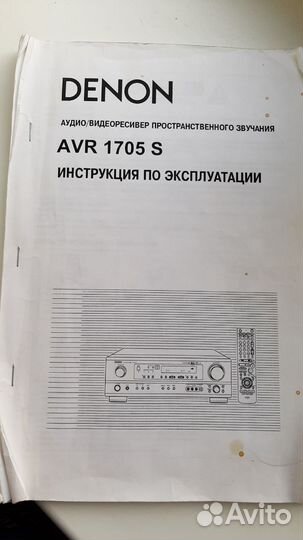 DENON
АУДИО/ВИДЕОРЕСИВЕР ПРОСТРАНСТВЕННОГО ЗВУЧАНИЯ
AVR 1705 S
ИНСТРУКЦИЯ ПО ЭКСПЛУАТАЦИИ
Avito